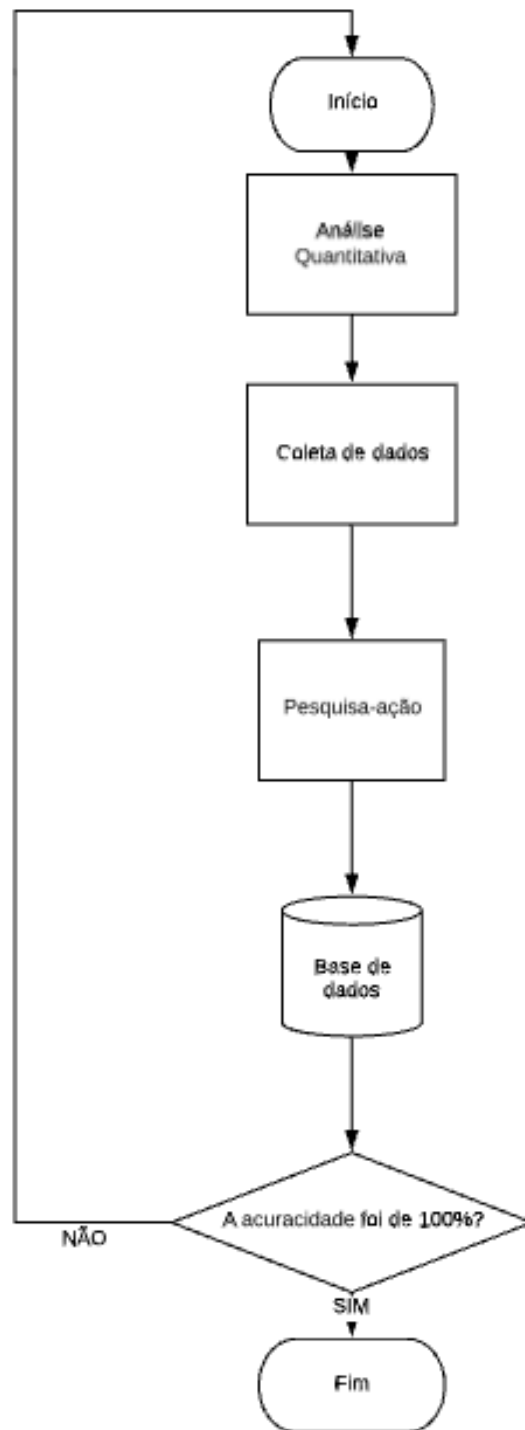 Início
Análise
Quantitativa
Coleta de dados
Pesquisa-ação
Base de
dados
A acuracidade foi de 100%?
NÃO
SIM
Fim